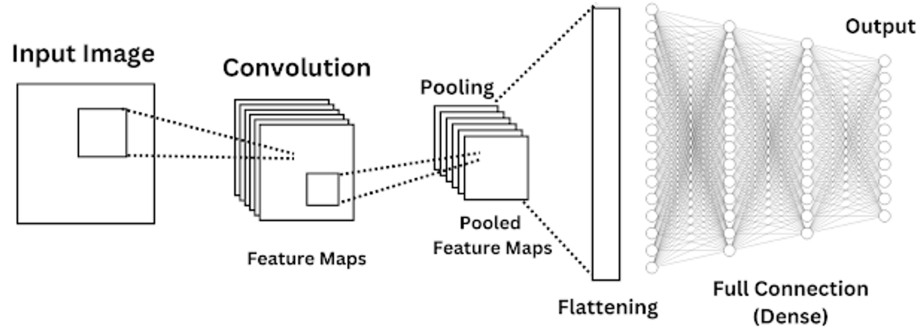 Input Image
Convolution
Feature Maps
Pooling
Pooled
Feature Maps
Flattening
Output
Full Connection
(Dense)